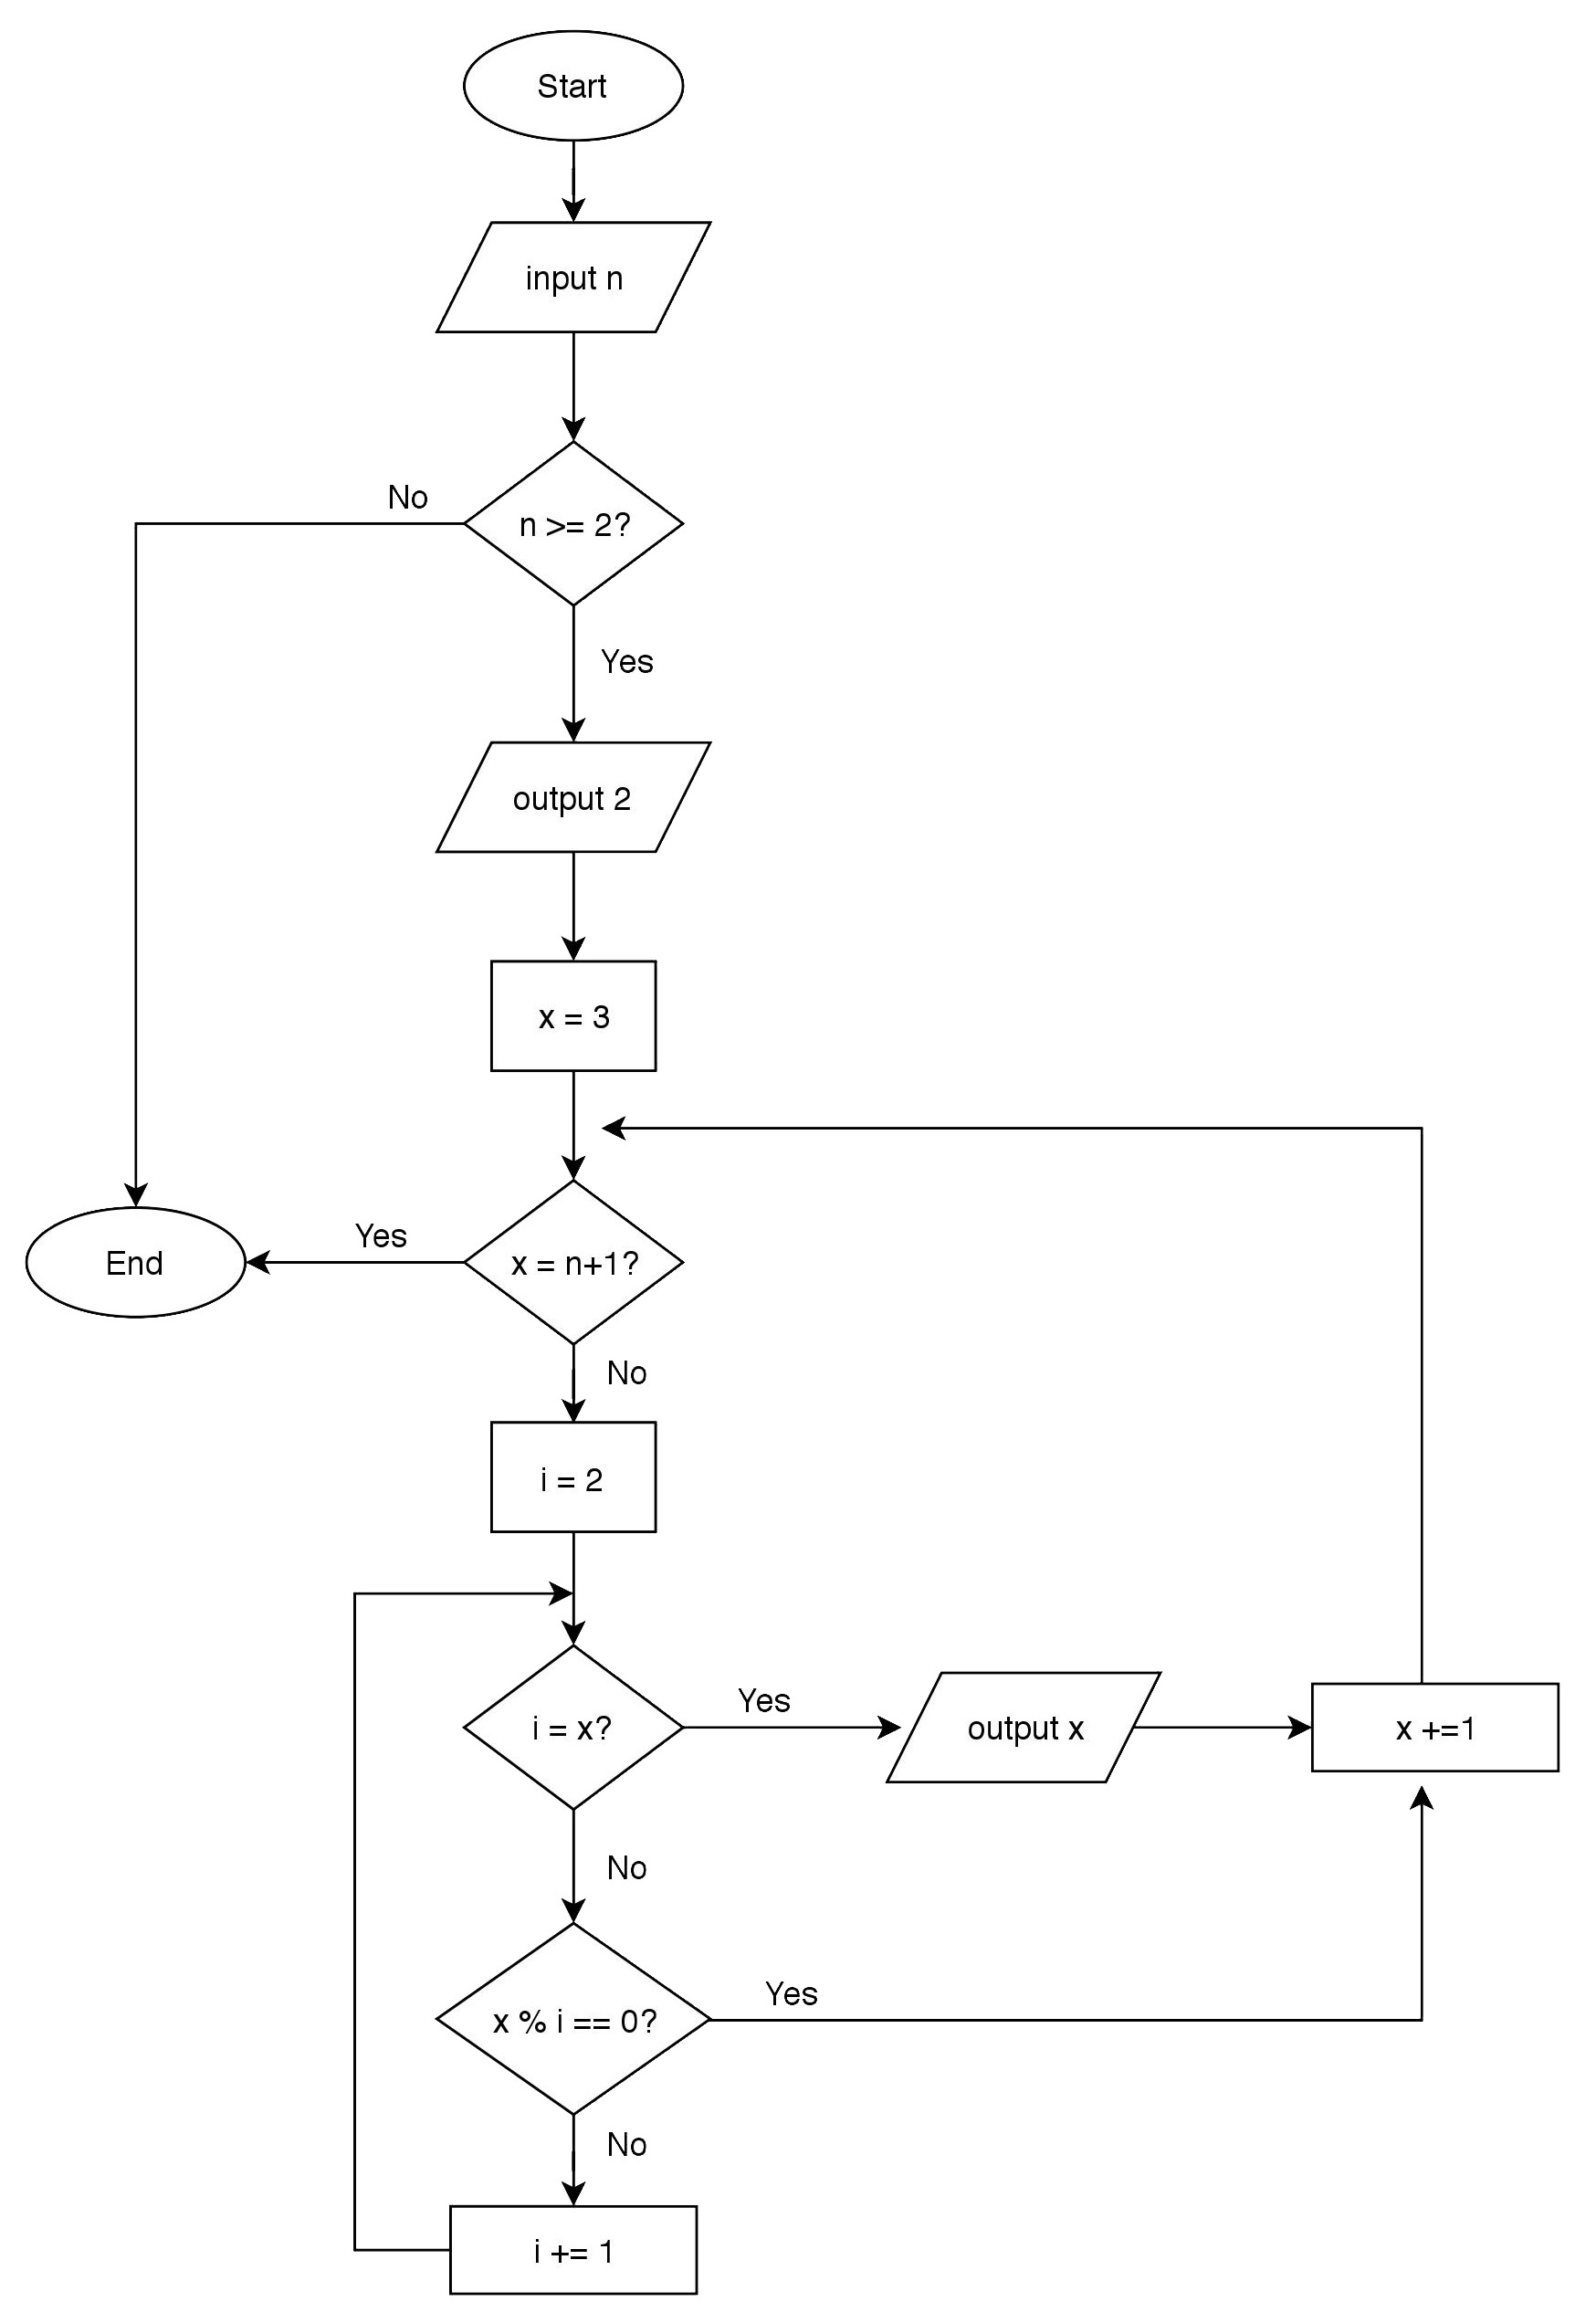 Start
input n
No
n >= 2?
Yes
output 2
x = 3
End
Yes
x = n+1?
No
i = 2
i = x?
Yes
output x
x +=1
No
x % i == 0?
Yes
No
i += 1